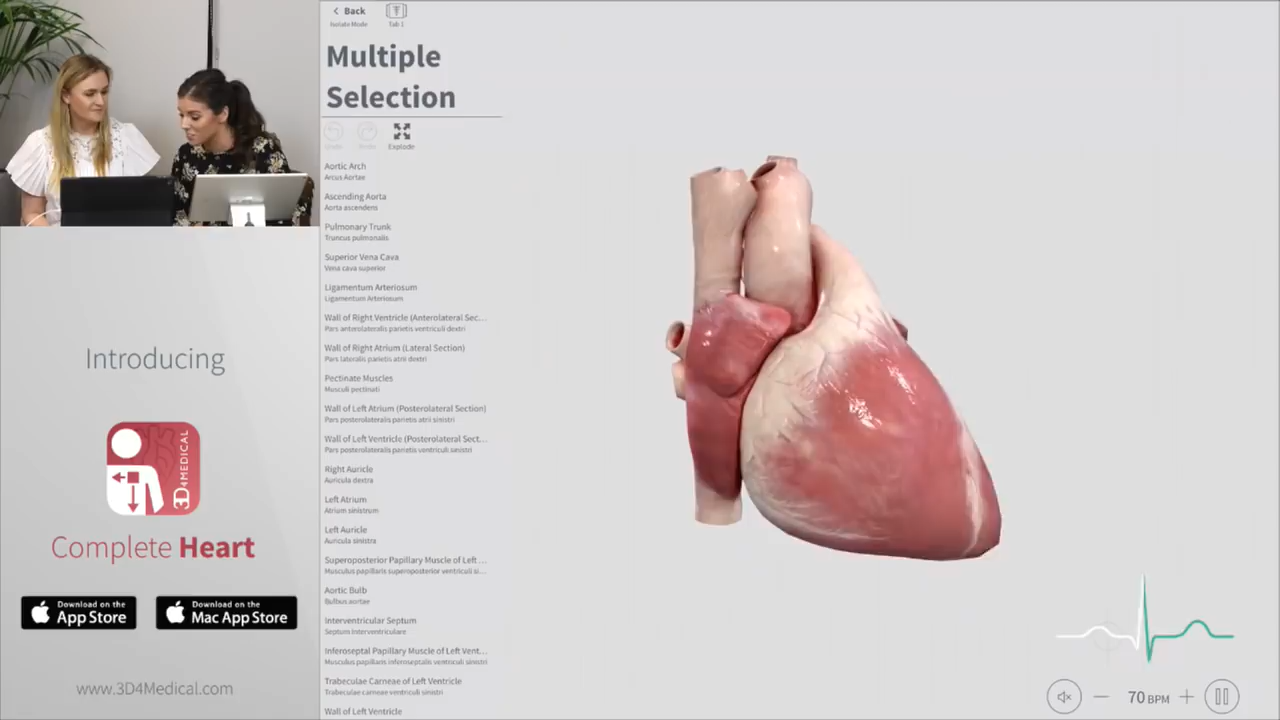 Back
Isolate Mode
Tab 1
Multiple
Selection
Undo
Redo
Explode
Aortic Arch
Arcus Aortae
Ascending Aorta
Aorta ascendens
Pulmonary Trunk
Truncus pulmonalis
Superior Vena Cava
Vena cava superior
Ligamentum Arteriosum
Ligamentum Arteriosum
Wall of Right Ventricle (Anterolateral Sec...
Pars anterolateralis parietis ventriculi dextri
Wall of Right Atrium (Lateral Section)
Pars lateralis parietis atrii dextri
Pectinate Muscles
Musculi pectinati
Wall of Left Atrium (Posterolateral Section)
Pars posterolateralis parietis atrii sinistri
Wall of Left Ventricle (Posterolateral Sect...
Pars posterolateralis parietis ventriculi sinistri
Right Auricle
Auricula dextra
Left Atrium
Atrium sinistrum
Left Auricle
Auricula sinistra
Superoposterior Papillary Muscle of Left ...
Musculus papillaris superoposterior ventriculi si...
Aortic Bulb
Bulbus aortae
Interventricular Septum
Septum Interventriculare
Inferoseptal Papillary Muscle of Left Vent...
Musculus papillaris inferoseptalis ventriculi sinistri
Trabeculae Carneae of Left Ventricle
Trabeculae carneae ventriculi sinistri
Wall of Left Ventricle
Introducing
3D4MEDICAL
Complete Heart
Download on the
App Store
Download on the
Mac App Store
www.3D4Medical.com
70 BPM